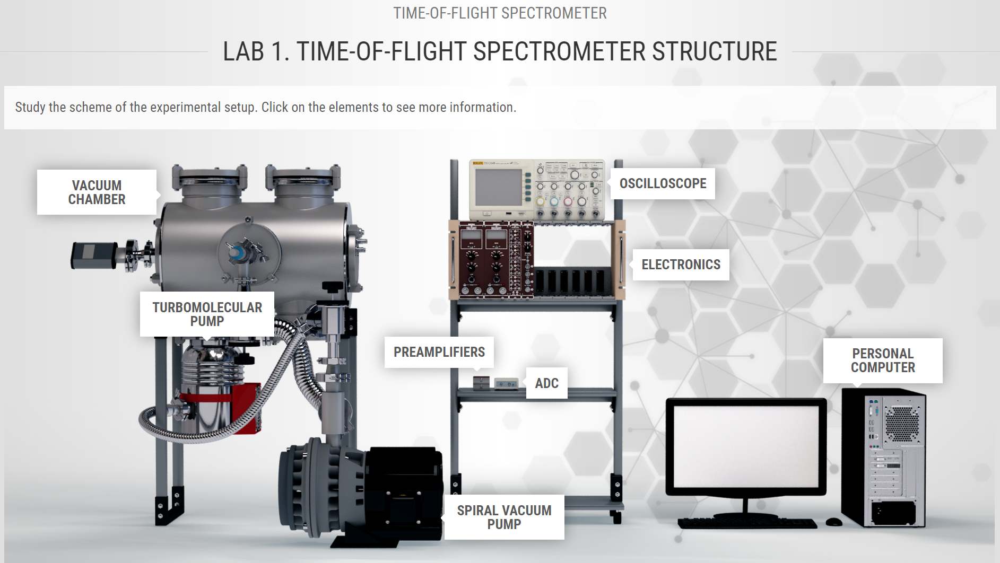 TIME-OF-FLIGHT SPECTROMETER
LAB 1. TIME-OF-FLIGHT SPECTROMETER STRUCTURE
Study the scheme of the experimental setup. Click on the elements to see more information.
VACUUM
CHAMBER
RIGOL
OSCILLOSCOPE
ELECTRONICS
TURBOMOLECULAR
PUMP
PREAMPLIFIERS
PERSONAL
COMPUTER
ADC
SPIRAL VACUUM
PUMP